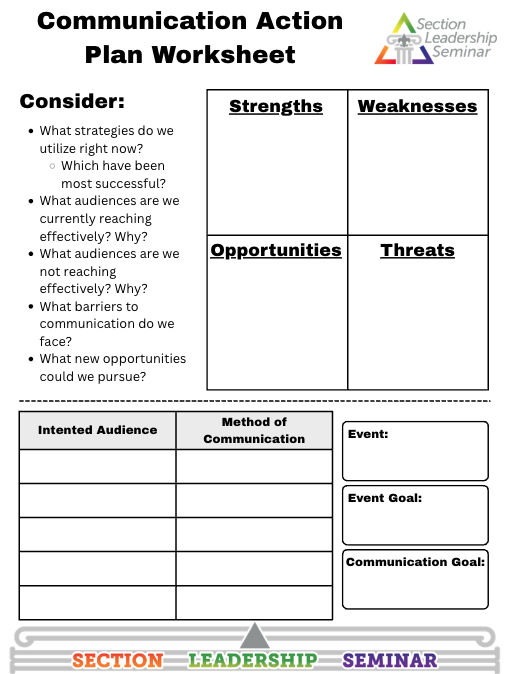 Communication Action
Plan Worksheet
Section
Leadership
Seminar
Consider:
• What strategies do we
utilize right now?
○ Which have been
most successful?
• What audiences are we
currently reaching
effectively? Why?
• What audiences are we
not reaching
effectively? Why?
• What barriers to
communication do we
face?
• What new opportunities
could we pursue?
Strengths
Weaknesses
Opportunities
Threats
Intented Audience
Method of
Communication
Event:
Event Goal:
Communication Goal:
SECTION LEADERSHIP SEMINAR